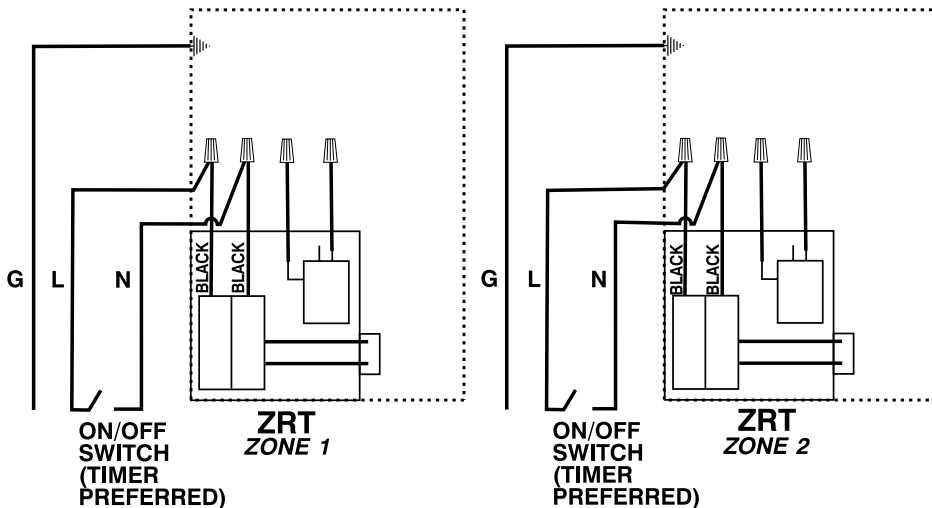 BLACK
BLACK
G
L
N
ZRT
ZONE 1
ON/OFF
SWITCH
(TIMER
PREFERRED)
BLACK
BLACK
G
L
N
ZRT
ZONE 2
ON/OFF
SWITCH
(TIMER
PREFERRED)